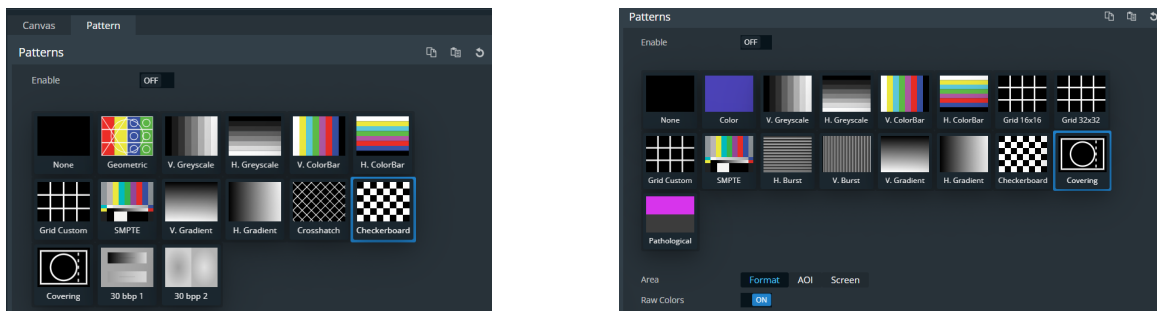 Canvas Pattern
Patterns
Enable OFF
None Geometric V. Greyscale H. Greyscale V. ColorBar H. ColorBar
Grid Custom SMPTE V. Gradient H. Gradient Crosshatch Checkerboard
Covering 30 bbp 1 30 bbp 2
Patterns
Enable OFF
None Color V. Greyscale H. Greyscale V. ColorBar H. ColorBar Grid 16x16 Grid 32x32
Grid Custom SMPTE H. Burst V. Burst V. Gradient H. Gradient Checkerboard Covering
Pathological
Area Format AOI Screen
Raw Colors ON